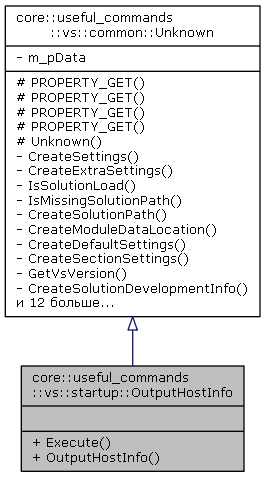 core::useful_commands
::vs::common::Unknown
- m_pData
# PROPERTY_GET()
# PROPERTY_GET()
# PROPERTY_GET()
# PROPERTY_GET()
# Unknown()
- CreateSettings()
- CreateExtraSettings()
- IsSolutionLoad()
- IsMissingSolutionPath()
- CreateSolutionPath()
- CreateModuleDataLocation()
- CreateDefaultSettings()
- CreateSectionSettings()
- GetVsVersion()
- CreateSolutionDevelopmentInfo()
и 12 больше...
core::useful_commands
::vs::startup::OutputHostInfo
+ Execute()
+ OutputHostInfo()